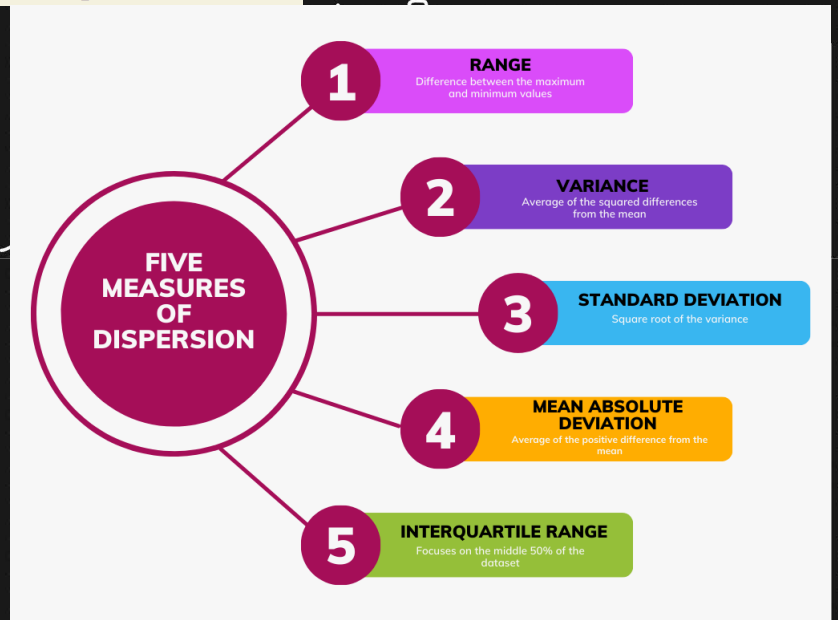 FIVE
MEASURES
OF
DISPERSION
1
RANGE
Difference between the maximum
and minimum values
2
VARIANCE
Average of the squared differences
from the mean
3
STANDARD DEVIATION
Square root of the variance
4
MEAN ABSOLUTE
DEVIATION
Average of the positive difference from the
mean
5
INTERQUARTILE RANGE
Focuses on the middle 50% of the
dataset